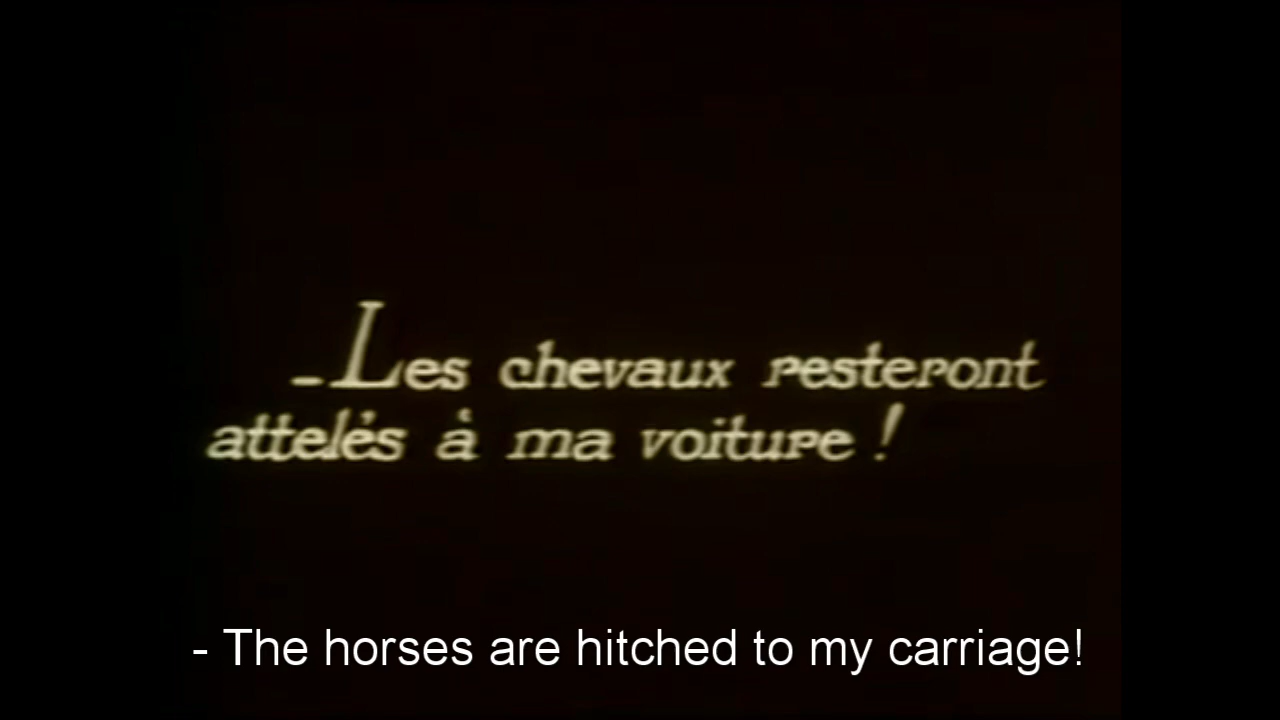 - Les chevaux resteront
attelés à ma voiture !
- The horses are hitched to my carriage!